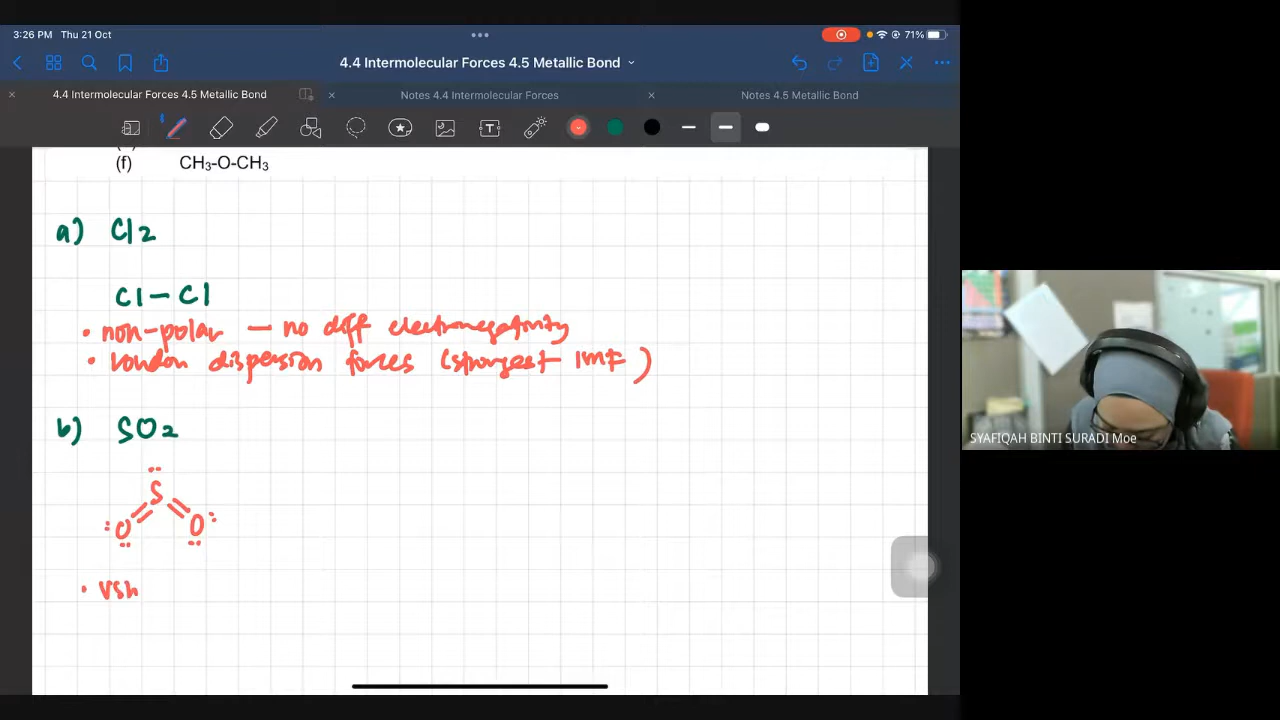 3:26 PM Thu 21 Oct
71%
4.4 Intermolecular Forces 4.5 Metallic Bond
4.4 Intermolecular Forces 4.5 Metallic Bond
Notes 4.4 Intermolecular Forces
Notes 4.5 Metallic Bond
(f) CH₃-O-CH₃
a) Cl2
Cl — Cl
• non-polar — no diff electronegativity
• london dispersion forces (strongest IMF )
b) SO2
S
O O
• VSh
SYAFIQAH BINTI SURADI Moe